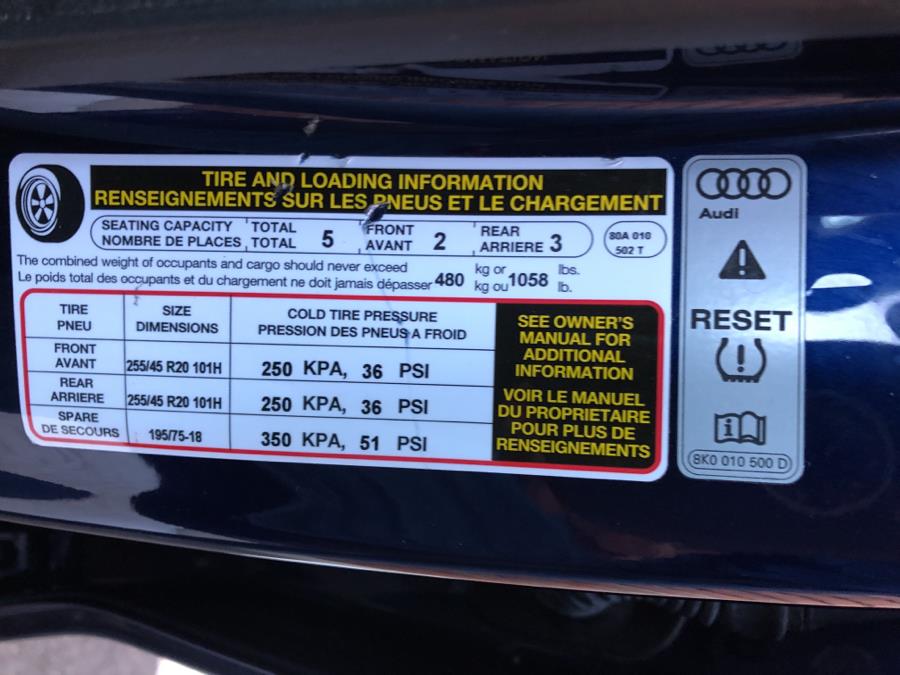 TIRE AND LOADING INFORMATION
RENSEIGNEMENTS SUR LES PNEUS ET LE CHARGEMENT
SEATING CAPACITY TOTAL 5 FRONT 2 REAR 3
NOMBRE DE PLACES TOTAL AVANT ARRIERE
80A 010
502 T
The combined weight of occupants and cargo should never exceed 480 kg or 1058 lbs.
Le poids total des occupants et du chargement ne doit jamais dépasser kg ou lb.
TIRE SIZE COLD TIRE PRESSURE
PNEU DIMENSIONS PRESSION DES PNEUS A FROID
FRONT
AVANT 255/45 R20 101H 250 KPA, 36 PSI
REAR
ARRIERE 255/45 R20 101H 250 KPA, 36 PSI
SPARE
DE SECOURS 195/75-18 350 KPA, 51 PSI
SEE OWNER'S
MANUAL FOR
ADDITIONAL
INFORMATION
VOIR LE MANUEL
DU PROPRIETAIRE
POUR PLUS DE
RENSEIGNEMENTS
Audi
RESET
8K0 010 500 D